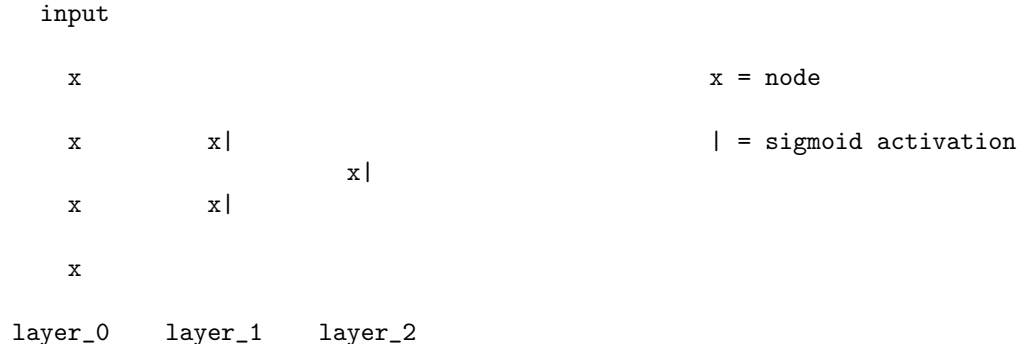 input
x x = node
x x| | = sigmoid activation
x|
x x|
x
layer_0 layer_1 layer_2